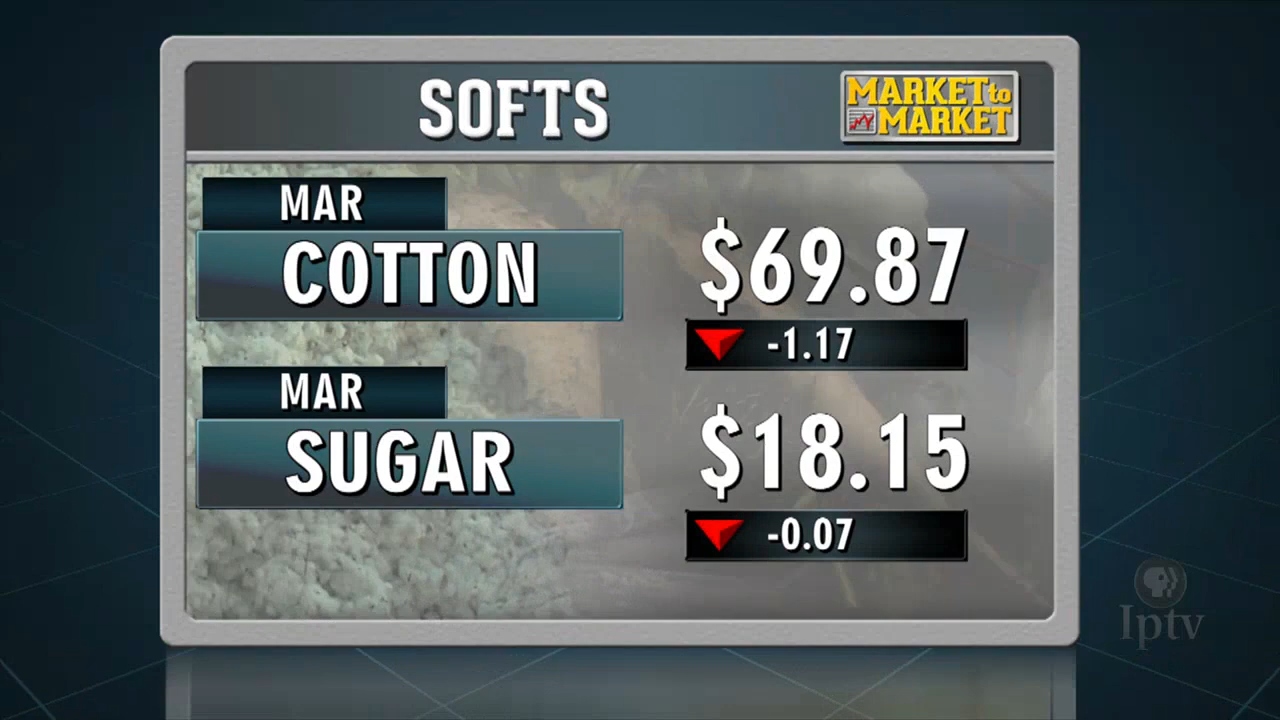 SOFTS
MARKET to
MARKET
MAR
COTTON
$69.87
-1.17
MAR
SUGAR
$18.15
-0.07
Iptv